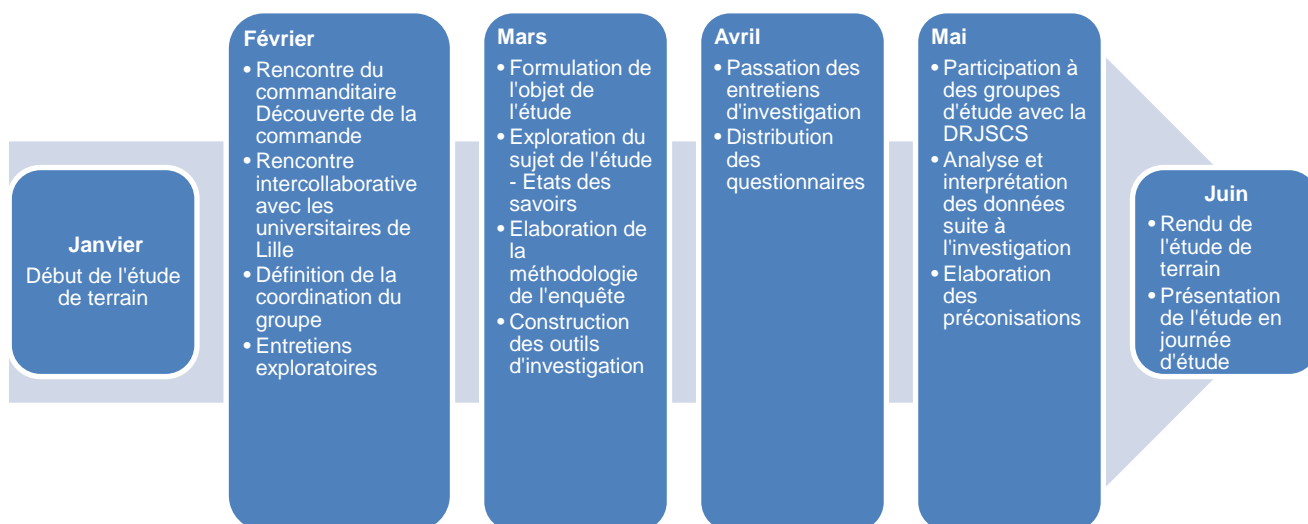 Janvier
Début de l'étude
de terrain
Février
• Rencontre du
commanditaire
Découverte de la
commande
• Rencontre
intercollaborative
avec les
universitaires de
Lille
• Définition de la
coordination du
groupe
• Entretiens
exploratoires
Mars
• Formulation de
l'objet de
l'étude
• Exploration du
sujet de l'étude
- Etats des
savoirs
• Elaboration de
la
méthodologie
de l'enquête
• Construction
des outils
d'investigation
Avril
• Passation des
entretiens
d'investigation
• Distribution
des
questionnaires
Mai
• Participation à
des groupes
d'étude avec la
DRJSCS
• Analyse et
interprétation
des données
suite à
l'investigation
• Elaboration
des
préconisations
Juin
• Rendu de
l'étude de
terrain
• Présentation
de l'étude en
journée
d'étude